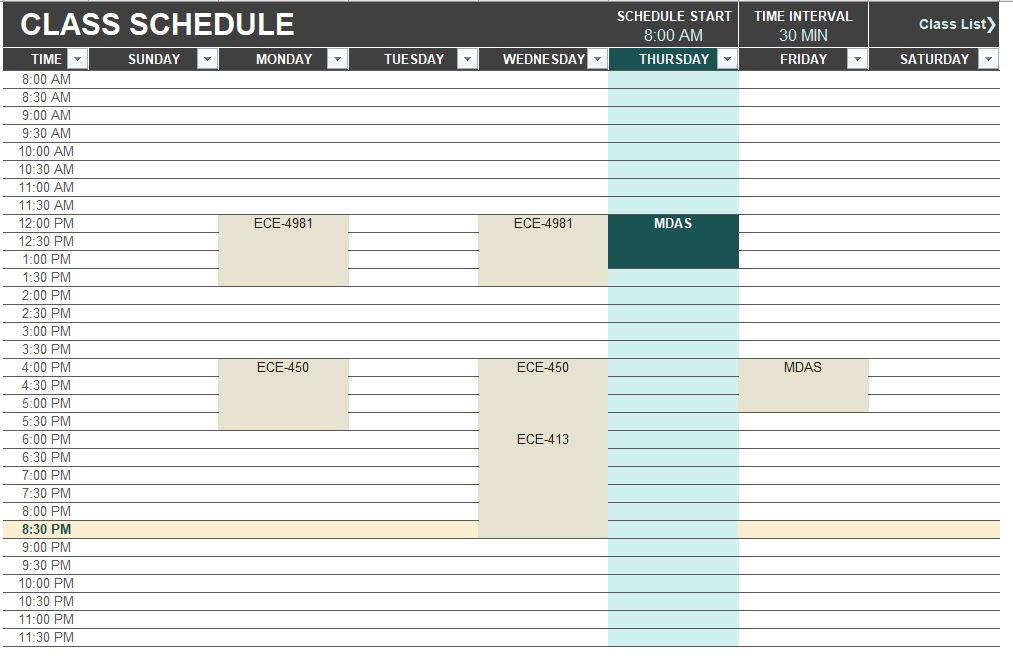 CLASS SCHEDULE
SCHEDULE START
8:00 AM
TIME INTERVAL
30 MIN
Class List❯
TIME SUNDAY MONDAY TUESDAY WEDNESDAY THURSDAY FRIDAY SATURDAY
8:00 AM
8:30 AM
9:00 AM
9:30 AM
10:00 AM
10:30 AM
11:00 AM
11:30 AM
12:00 PM ECE-4981 ECE-4981 MDAS
12:30 PM
1:00 PM
1:30 PM
2:00 PM
2:30 PM
3:00 PM
3:30 PM
4:00 PM ECE-450 ECE-450 MDAS
4:30 PM
5:00 PM
5:30 PM
6:00 PM ECE-413
6:30 PM
7:00 PM
7:30 PM
8:00 PM
8:30 PM
9:00 PM
9:30 PM
10:00 PM
10:30 PM
11:00 PM
11:30 PM